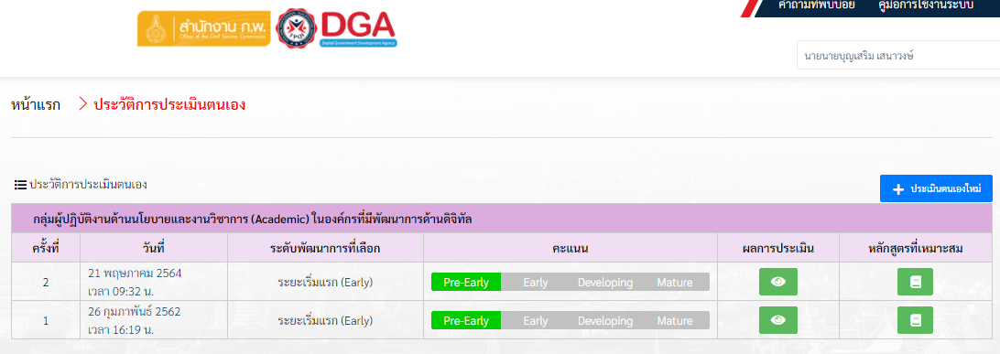 คำถามที่พบบ่อย คู่มือการใช้งานระบบ
สำนักงาน ก.พ.
Office of the Civil Service Commission
DGA
Digital Government Development Agency
นายนายบุญเสริม เสนาวงษ์
หน้าแรก > ประวัติการประเมินตนเอง
ประวัติการประเมินตนเอง
+ ประเมินตนเองใหม่
กลุ่มผู้ปฏิบัติงานด้านนโยบายและงานวิชาการ (Academic) ในองค์กรที่มีพัฒนาการด้านดิจิทัล
ครั้งที่ วันที่ ระดับพัฒนาการที่เลือก คะแนน ผลการประเมิน หลักสูตรที่เหมาะสม
2 21 พฤษภาคม 2564 ระยะเริ่มแรก (Early) Pre-Early Early Developing Mature
เวลา 09:32 น.
1 26 กุมภาพันธ์ 2562 ระยะเริ่มแรก (Early) Pre-Early Early Developing Mature
เวลา 16:19 น.